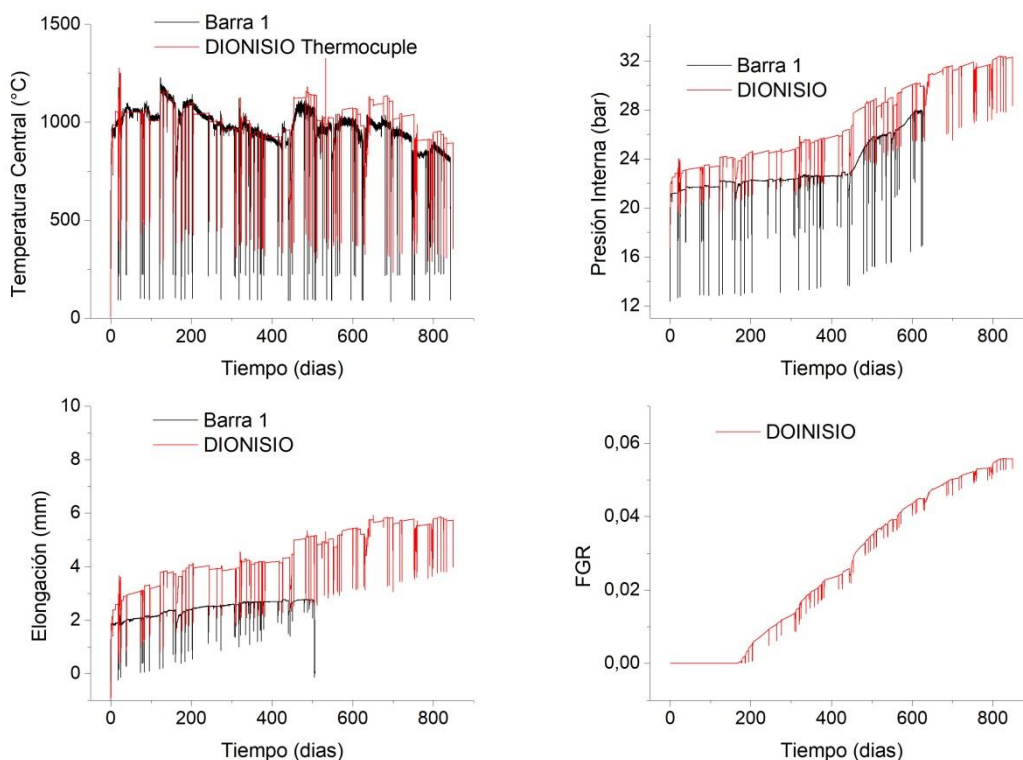 Barra 1
DIONISIO Thermocuple
Temperatura Central (°C)
1500
1000
500
0
0 200 400 600 800
Tiempo (dias)
Barra 1
DIONISIO
Presión Interna (bar)
32
28
24
20
16
12
0 200 400 600 800
Tiempo (dias)
Barra 1
DIONISIO
Elongación (mm)
10
8
6
4
2
0
0 200 400 600 800
Tiempo (dias)
DOINISIO
FGR
0,06
0,04
0,02
0,00
0 200 400 600 800
Tiempo (dias)